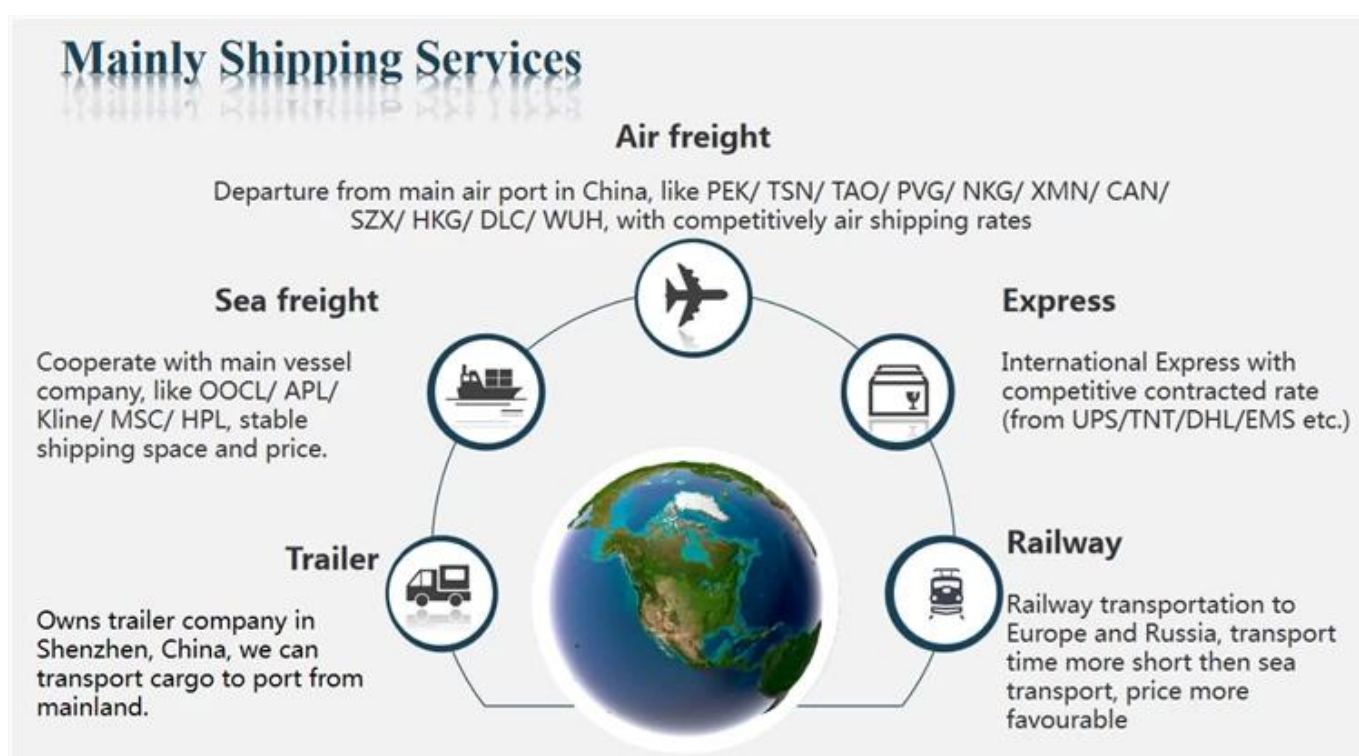 Mainly Shipping Services
Air freight
Departure from main air port in China, like PEK/ TSN/ TAO/ PVG/ NKG/ XMN/ CAN/
SZX/ HKG/ DLC/ WUH, with competitively air shipping rates
Sea freight
Cooperate with main vessel
company, like OOCL/ APL/
Kline/ MSC/ HPL, stable
shipping space and price.
Express
International Express with
competitive contracted rate
(from UPS/TNT/DHL/EMS etc.)
Trailer
Owns trailer company in
Shenzhen, China, we can
transport cargo to port from
mainland.
Railway
Railway transportation to
Europe and Russia, transport
time more short then sea
transport, price more
favourable